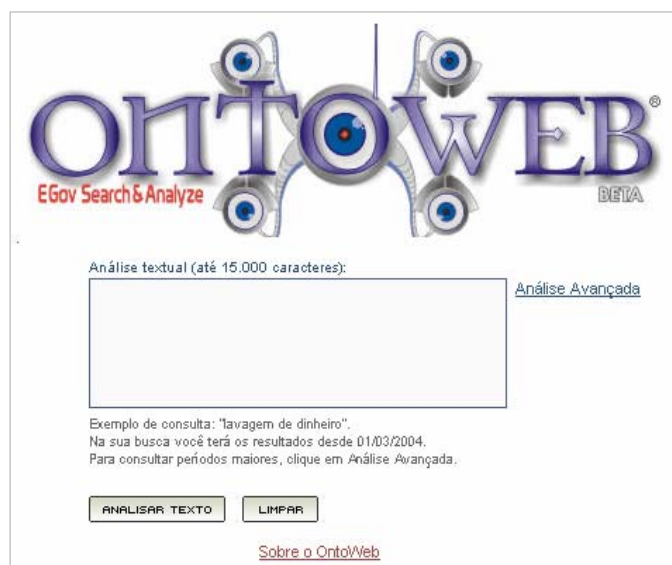 ONTOWEB®
EGov Search & Analyze
BETA
Análise textual (até 15.000 caracteres):
Análise Avançada
Exemplo de consulta: "lavagem de dinheiro".
Na sua busca você terá os resultados desde 01/03/2004.
Para consultar períodos maiores, clique em Análise Avançada.
ANALISAR TEXTO LIMPAR
Sobre o OntoWeb